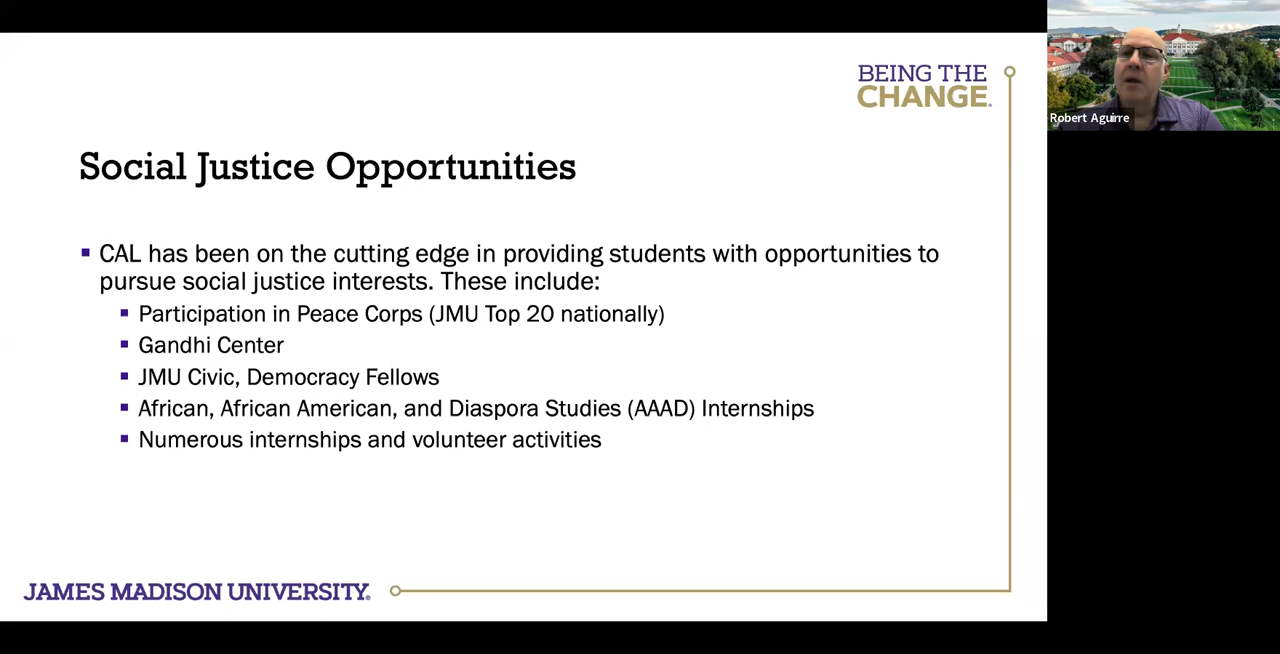 BEING THE
CHANGE.
Robert Aguirre
Social Justice Opportunities
CAL has been on the cutting edge in providing students with opportunities to
pursue social justice interests. These include:
Participation in Peace Corps (JMU Top 20 nationally)
Gandhi Center
JMU Civic, Democracy Fellows
African, African American, and Diaspora Studies (AAAD) Internships
Numerous internships and volunteer activities
JAMES MADISON UNIVERSITY®